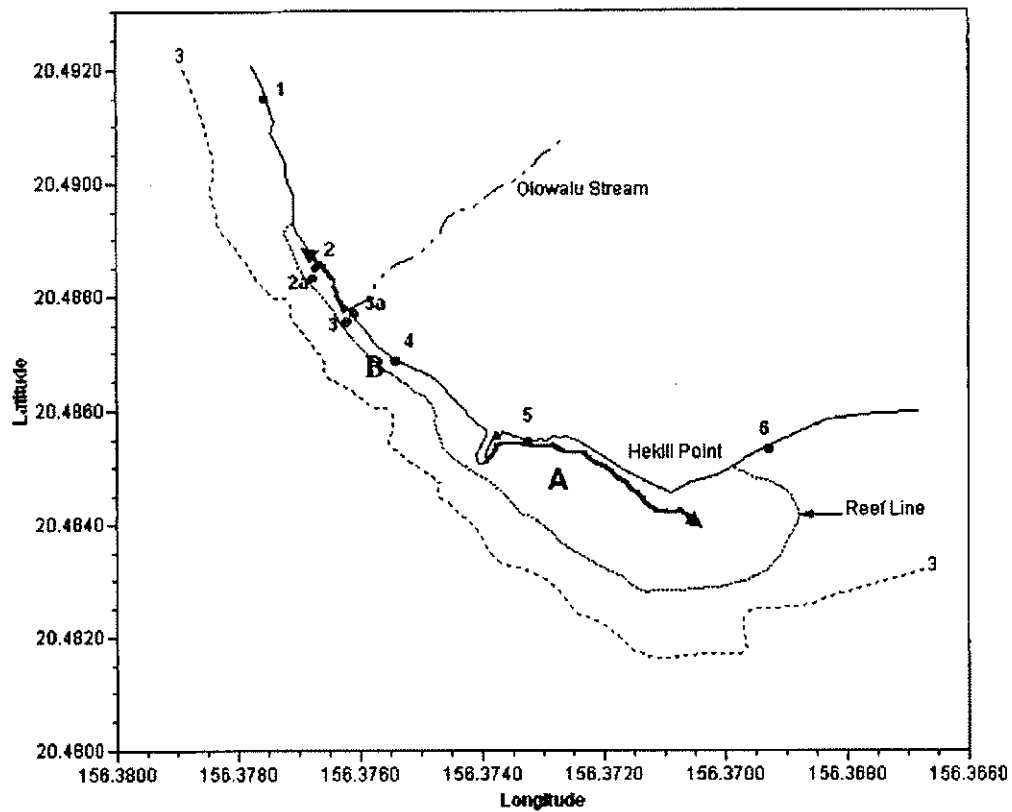 3
20.4920
1
20.4900
Olowalu Stream
2
2a
20.4880
3a
3
4
B
20.4860
5
6
Hekili Point
A
Reef Line
20.4840
3
20.4820
20.4800
Latitude
156.3800 156.3780 156.3760 156.3740 156.3720 156.3700 156.3680 156.3660
Longitude